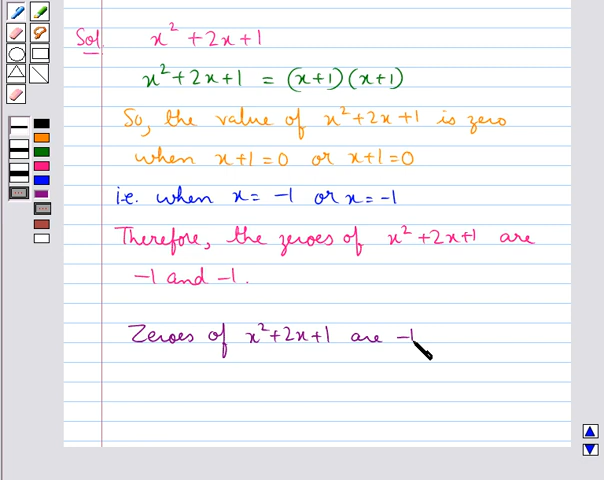 Sol. x² + 2x + 1
x² + 2x + 1 = (x+1)(x+1)
So, the value of x² + 2x + 1 is zero
when x+1 = 0 or x+1 = 0
i.e. when x = -1 or x = -1
Therefore, the zeroes of x² + 2x + 1 are
-1 and -1.
Zeroes of x² + 2x + 1 are -1